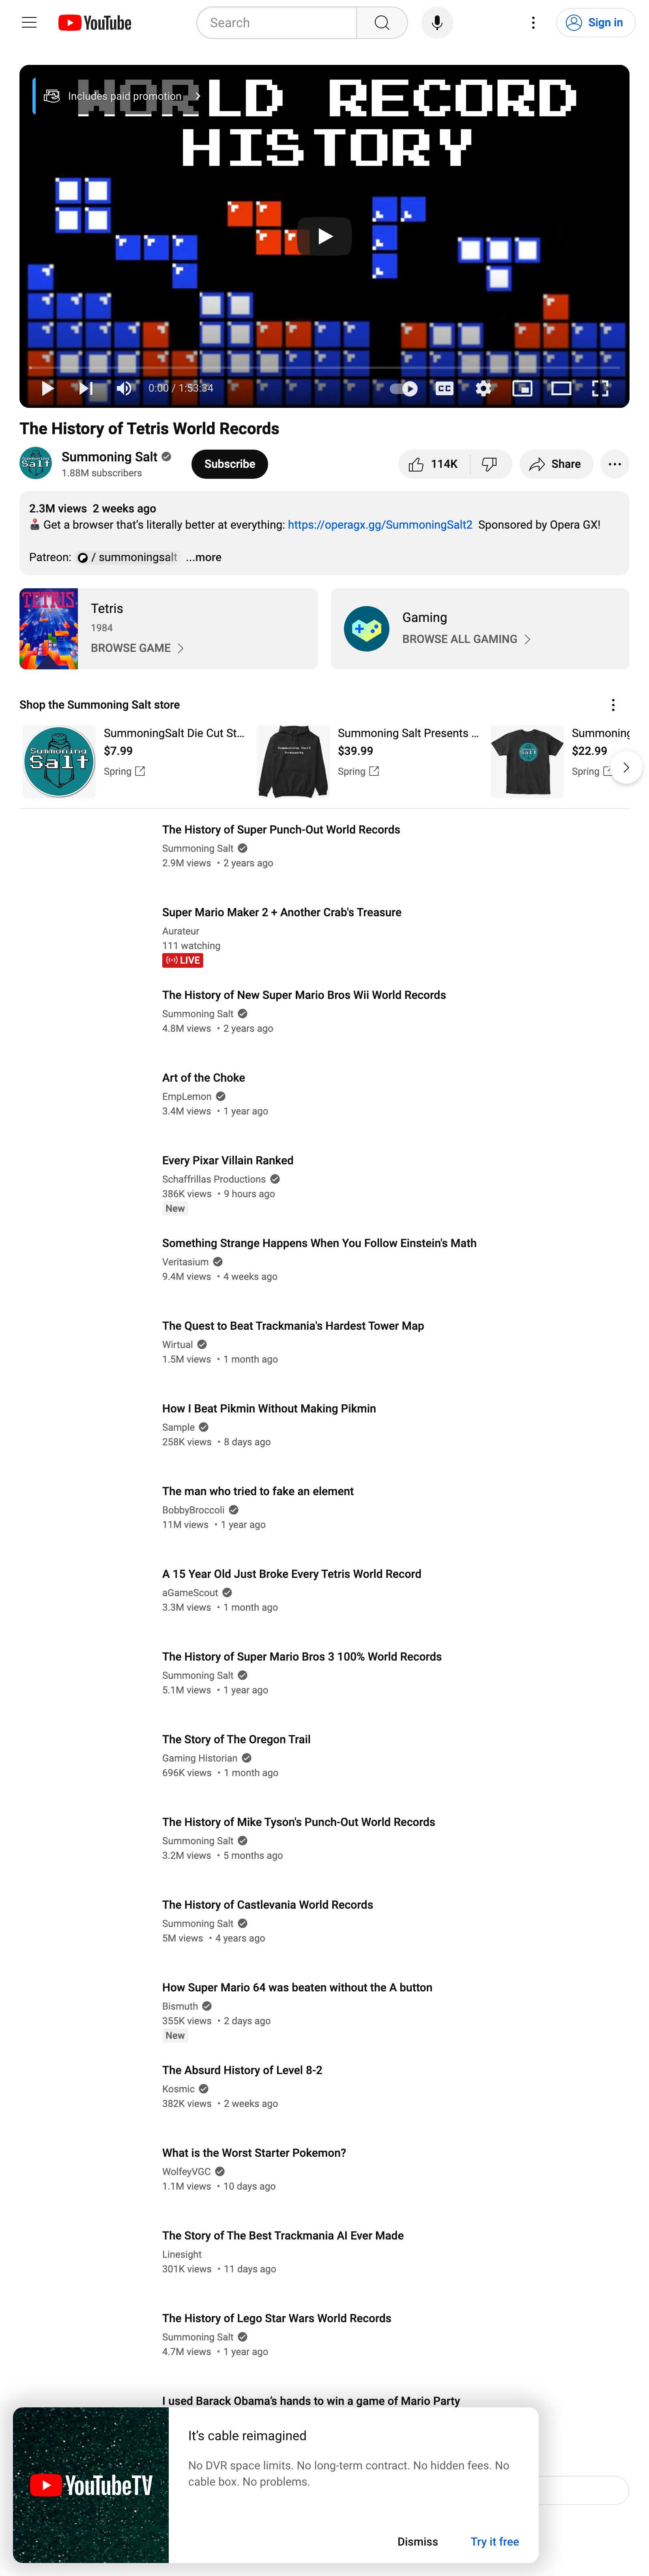 YouTube
Search
Sign in
Includes paid promotion
WORLD RECORD
HISTORY
0:00 / 1:53:34
CC
The History of Tetris World Records
Summoning Salt
1.88M subscribers
Subscribe
114K
Share
2.3M views 2 weeks ago
Get a browser that's literally better at everything: https://operagx.gg/SummoningSalt2 Sponsored by Opera GX!
Patreon: / summoningsalt ...more
TETRIS
Tetris
1984
BROWSE GAME
Gaming
BROWSE ALL GAMING
Shop the Summoning Salt store
Summoning
Salt
SummoningSalt Die Cut St...
$7.99
Spring
Summoning Salt
Presents
Summoning Salt Presents ...
$39.99
Spring
Summoning
$22.99
Spring
The History of Super Punch-Out World Records
Summoning Salt
2.9M views • 2 years ago
Super Mario Maker 2 + Another Crab's Treasure
Aurateur
111 watching
LIVE
The History of New Super Mario Bros Wii World Records
Summoning Salt
4.8M views • 2 years ago
Art of the Choke
EmpLemon
3.4M views • 1 year ago
Every Pixar Villain Ranked
Schaffrillas Productions
386K views • 9 hours ago
New
Something Strange Happens When You Follow Einstein's Math
Veritasium
9.4M views • 4 weeks ago
The Quest to Beat Trackmania's Hardest Tower Map
Wirtual
1.5M views • 1 month ago
How I Beat Pikmin Without Making Pikmin
Sample
258K views • 8 days ago
The man who tried to fake an element
BobbyBroccoli
11M views • 1 year ago
A 15 Year Old Just Broke Every Tetris World Record
aGameScout
3.3M views • 1 month ago
The History of Super Mario Bros 3 100% World Records
Summoning Salt
5.1M views • 1 year ago
The Story of The Oregon Trail
Gaming Historian
696K views • 1 month ago
The History of Mike Tyson's Punch-Out World Records
Summoning Salt
3.2M views • 5 months ago
The History of Castlevania World Records
Summoning Salt
5M views • 4 years ago
How Super Mario 64 was beaten without the A button
Bismuth
355K views • 2 days ago
New
The Absurd History of Level 8-2
Kosmic
382K views • 2 weeks ago
What is the Worst Starter Pokemon?
WolfeyVGC
1.1M views • 10 days ago
The Story of The Best Trackmania AI Ever Made
Linesight
301K views • 11 days ago
The History of Lego Star Wars World Records
Summoning Salt
4.7M views • 1 year ago
I used Barack Obama's hands to win a game of Mario Party
YouTubeTV
It's cable reimagined
No DVR space limits. No long-term contract. No hidden fees. No
cable box. No problems.
Dismiss
Try it free